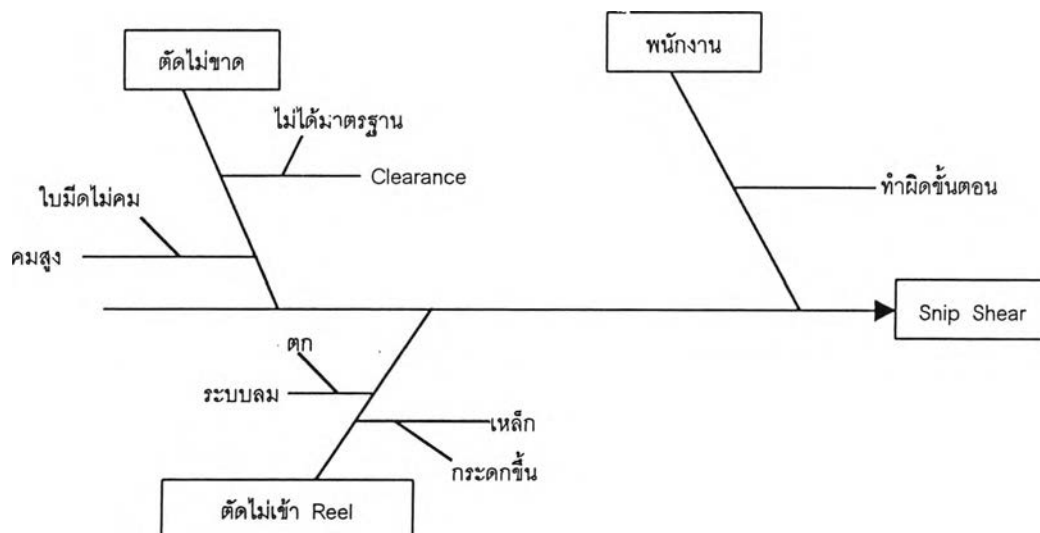 ตัดไม่ขาด
พนักงาน
ไม่ได้มาตรฐาน
Clearance
ทำผิดขั้นตอน
ใบมีดไม่คม
คมสูง
Snip Shear
ตก
ระบบลม
เหล็ก
กระดกขึ้น
ตัดไม่เข้า Reel